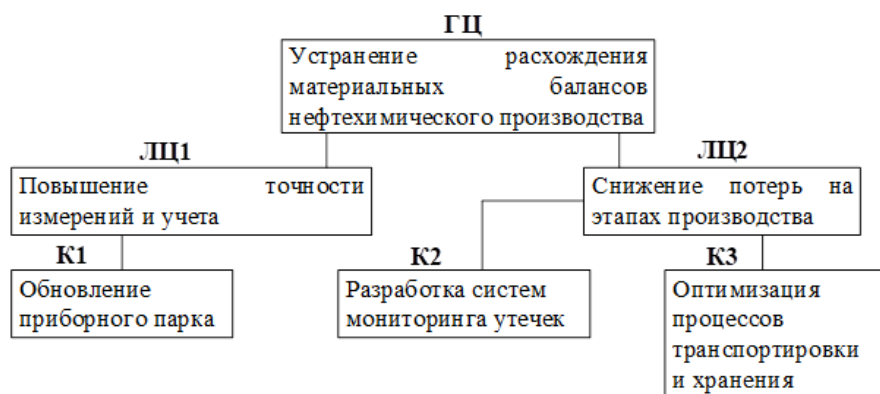 ГЦ
Устранение расхождения
материальных балансов
нефтехимического производства
ЛЦ1
Повышение точности
измерений и учета
ЛЦ2
Снижение потерь на
этапах производства
К1
Обновление
приборного парка
К2
Разработка систем
мониторинга утечек
К3
Оптимизация
процессов
транспортировки
и хранения